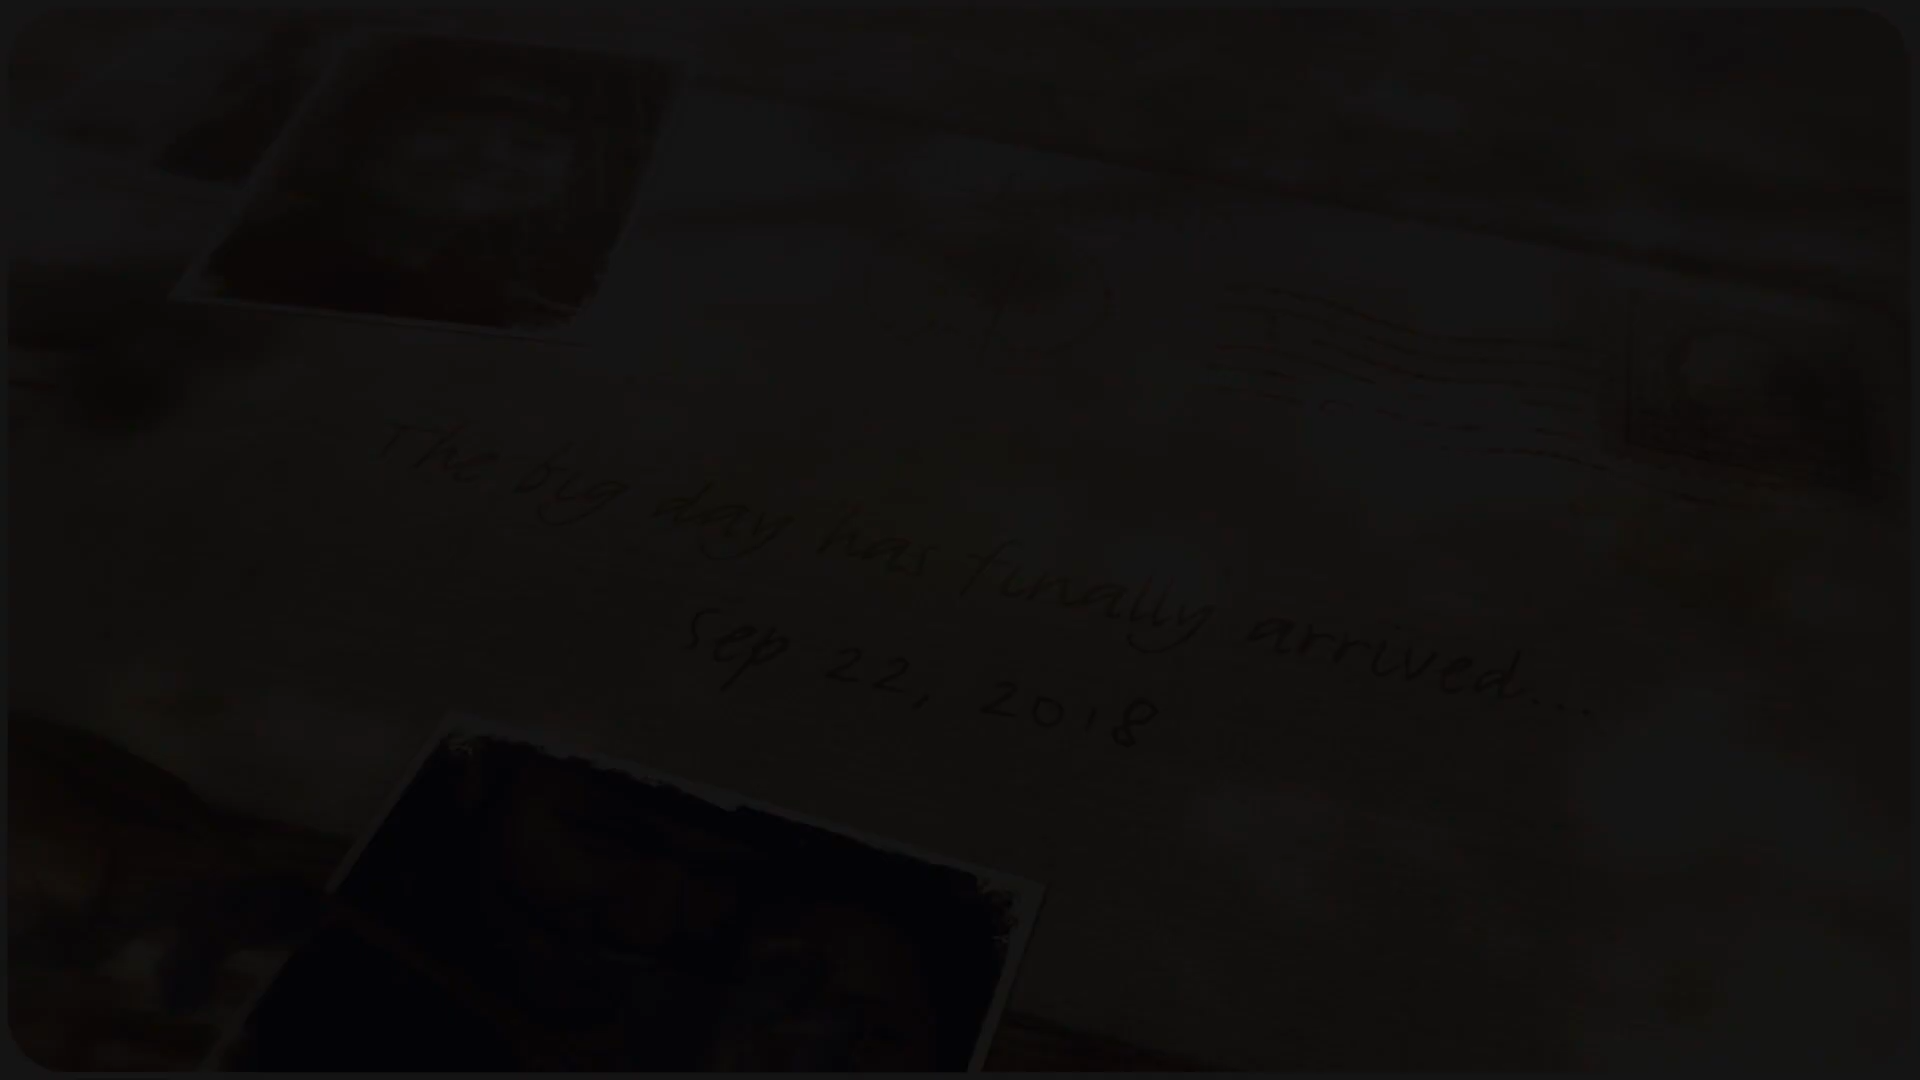 The big day has finally arrived...
Sep 22, 2018